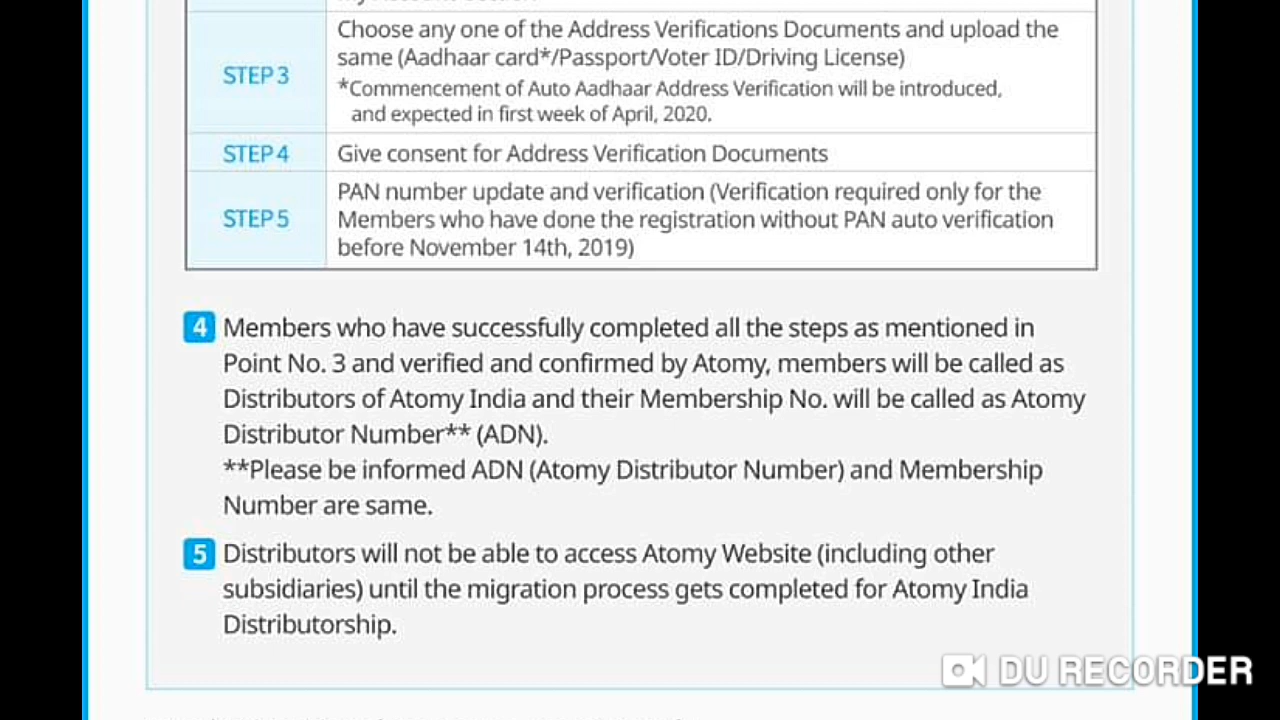 STEP 3
Choose any one of the Address Verifications Documents and upload the
same (Aadhaar card*/Passport/Voter ID/Driving License)
*Commencement of Auto Aadhaar Address Verification will be introduced,
and expected in first week of April, 2020.
STEP 4
Give consent for Address Verification Documents
STEP 5
PAN number update and verification (Verification required only for the
Members who have done the registration without PAN auto verification
before November 14th, 2019)
4 Members who have successfully completed all the steps as mentioned in
Point No. 3 and verified and confirmed by Atomy, members will be called as
Distributors of Atomy India and their Membership No. will be called as Atomy
Distributor Number** (ADN).
**Please be informed ADN (Atomy Distributor Number) and Membership
Number are same.
5 Distributors will not be able to access Atomy Website (including other
subsidiaries) until the migration process gets completed for Atomy India
Distributorship.
DU RECORDER